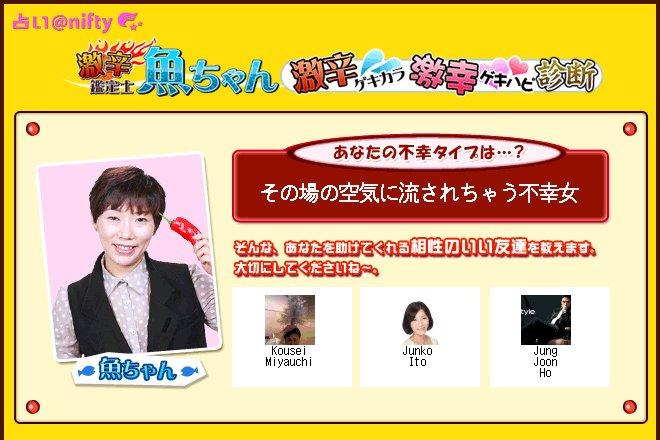 占い@nifty
激辛鑑定士 魚ちゃん 激辛ゲキカラ 激幸ゲキハピ 診断
あなたの不幸タイプは…？
その場の空気に流されちゃう不幸女
そんな、あなたを助けてくれる相性のいい友達を教えます。
大切にしてくださいね～。
魚ちゃん
Kousei
Miyauchi
Junko
Ito
style
Jung
Joon
Ho